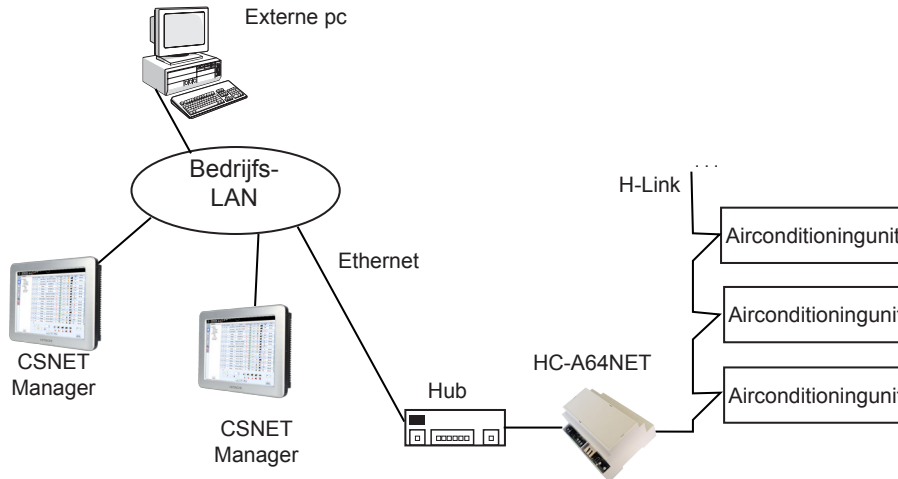 Externe pc
Bedrijfs-
LAN
. . .
H-Link
Airconditioningunit
Ethernet
Airconditioningunit
CSNET
Manager
Hub
HC-A64NET
Airconditioningunit
CSNET
Manager